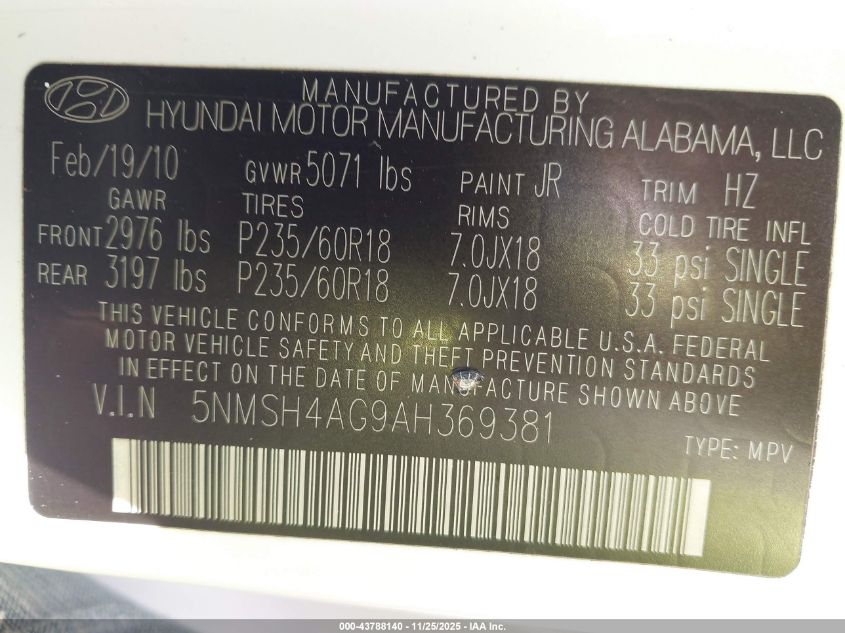 MANUFACTURED BY
HYUNDAI MOTOR MANUFACTURING ALABAMA, LLC
Feb/19/10 GVWR 5071 lbs PAINT JR TRIM HZ
GAWR TIRES RIMS COLD TIRE INFL
FRONT 2976 lbs P235/60R18 7.0JX18 33 psi SINGLE
REAR 3197 lbs P235/60R18 7.0JX18 33 psi SINGLE
THIS VEHICLE CONFORMS TO ALL APPLICABLE U.S.A. FEDERAL
MOTOR VEHICLE SAFETY AND THEFT PREVENTION STANDARDS
IN EFFECT ON THE DATE OF MANUFACTURE SHOWN ABOVE
V.I.N 5NMSH4AG9AH369381
TYPE: MPV
000-43788140 - 11/25/2025 - IAA Inc.